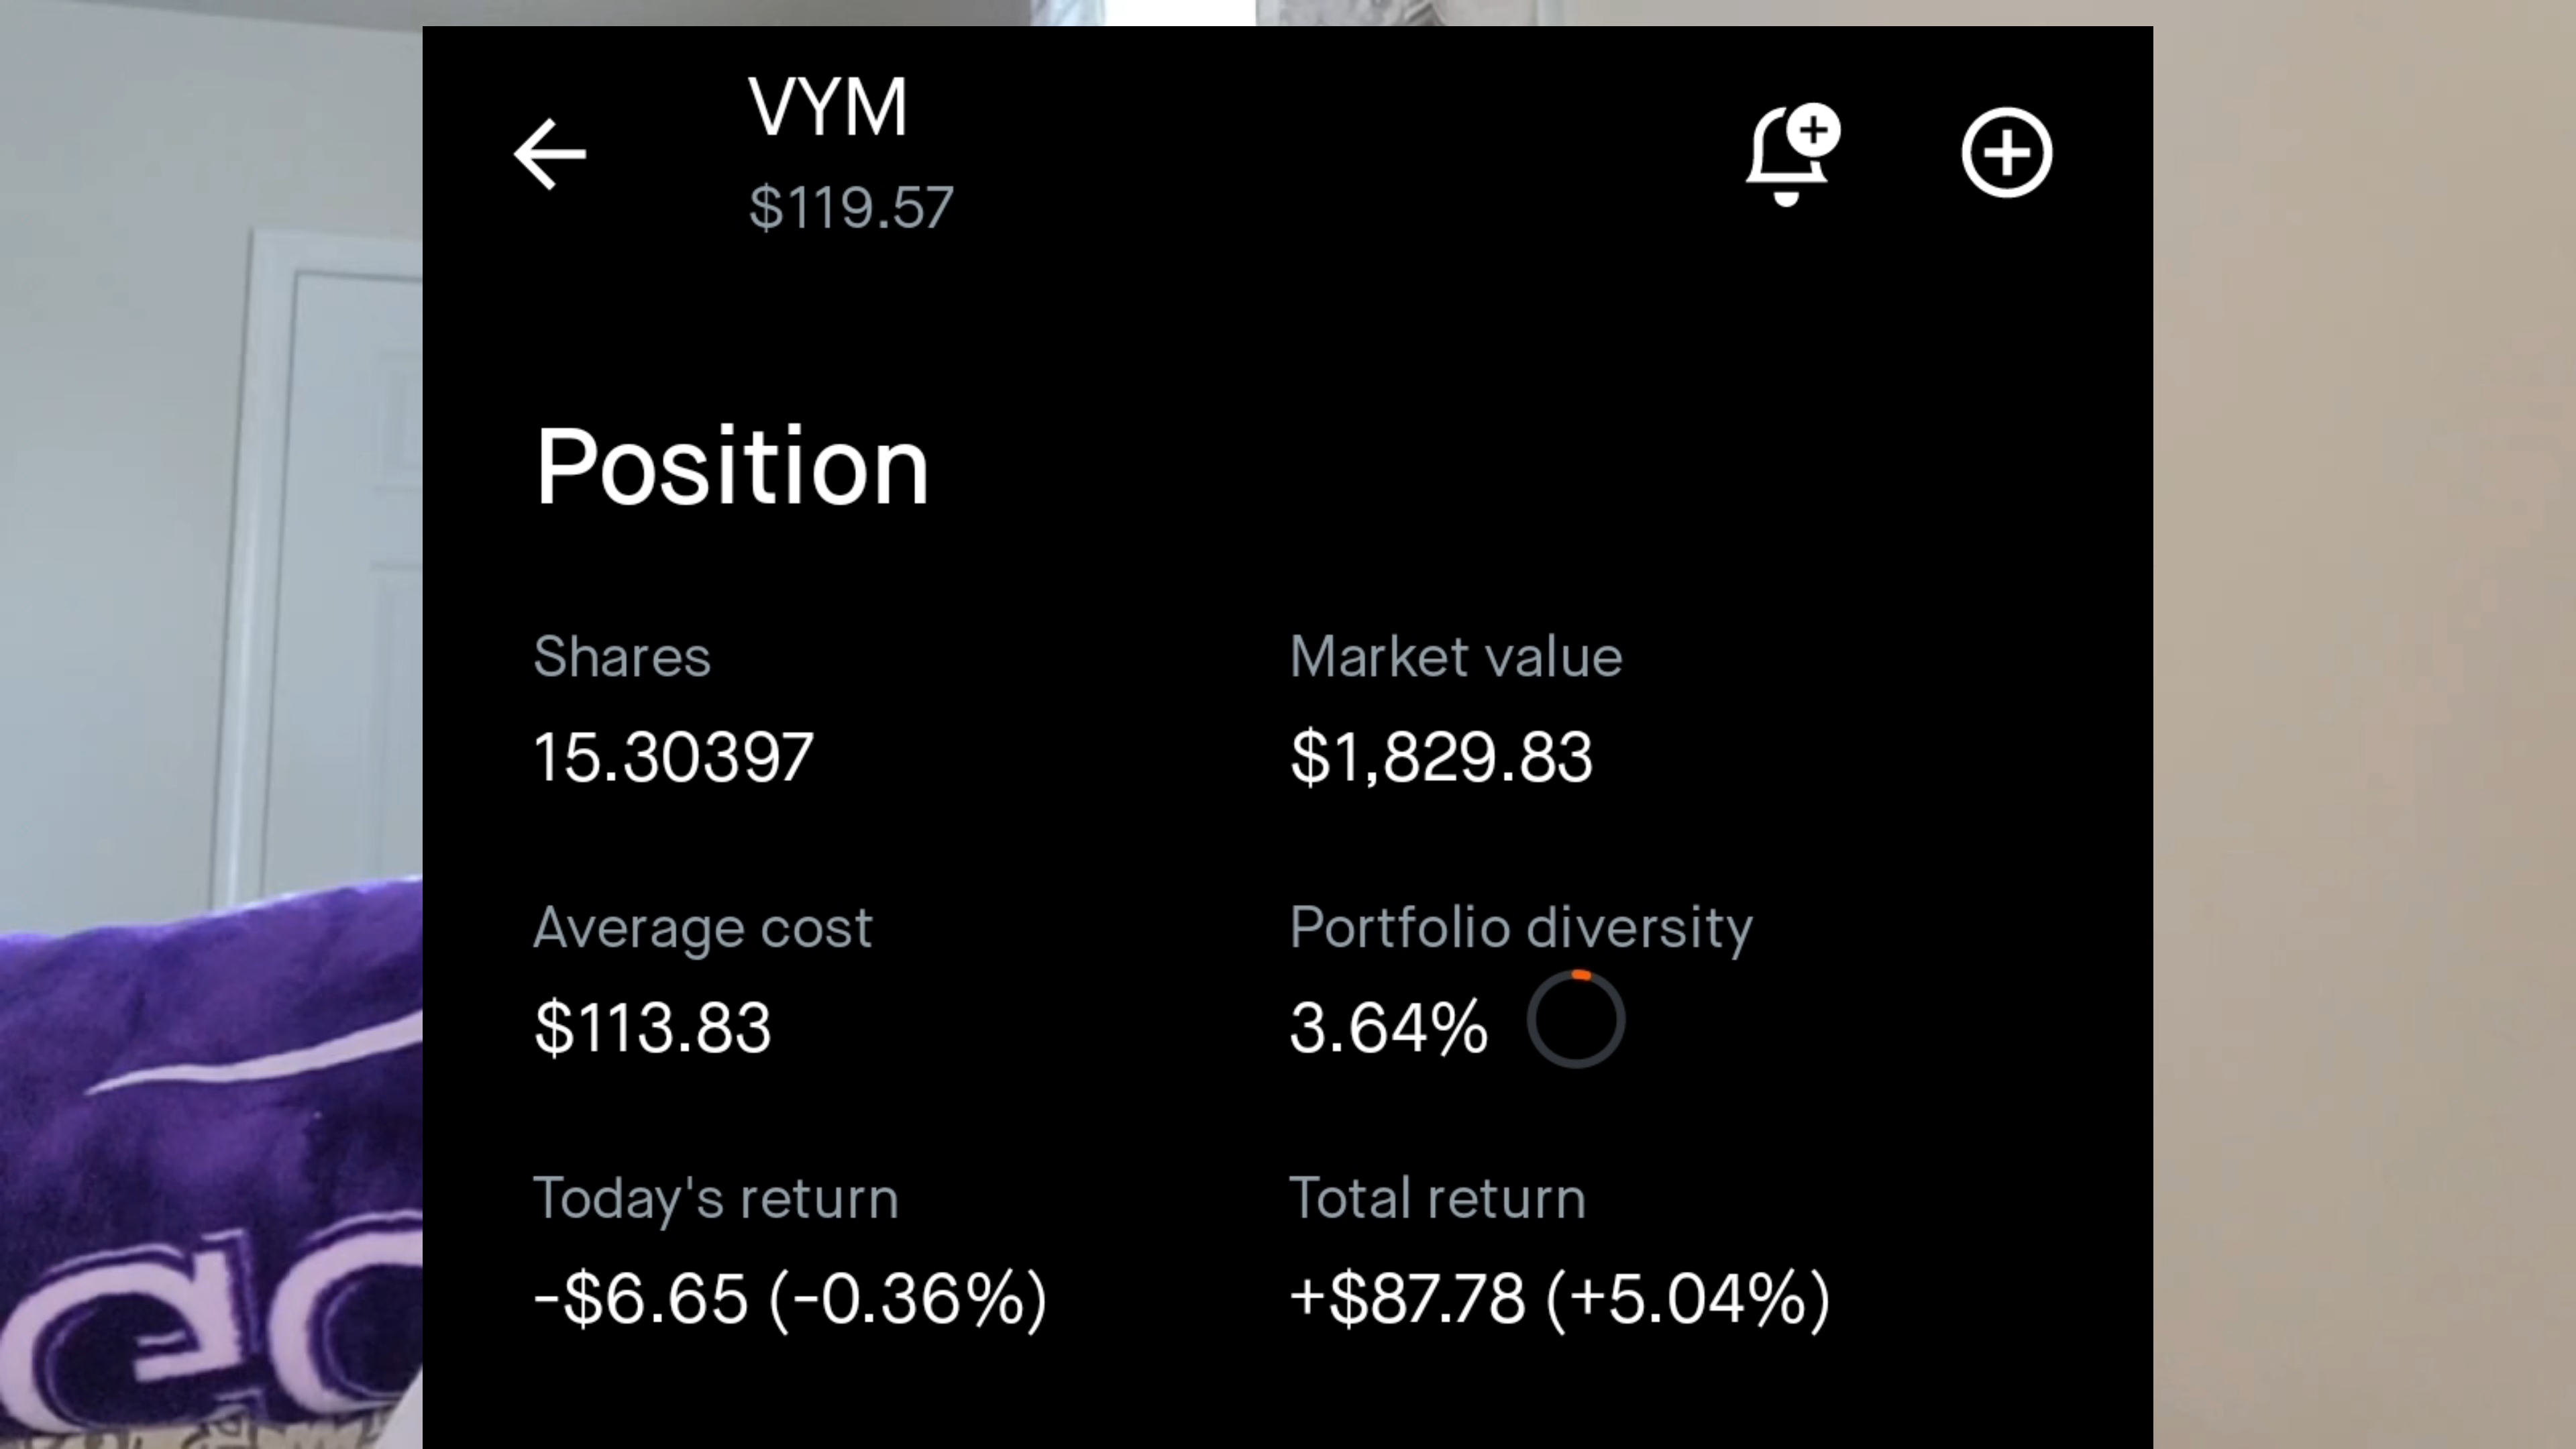 VYM
$119.57
Position
Shares
Market value
15.30397
$1,829.83
Average cost
Portfolio diversity
$113.83
3.64%
Today's return
Total return
-$6.65 (-0.36%)
+$87.78 (+5.04%)